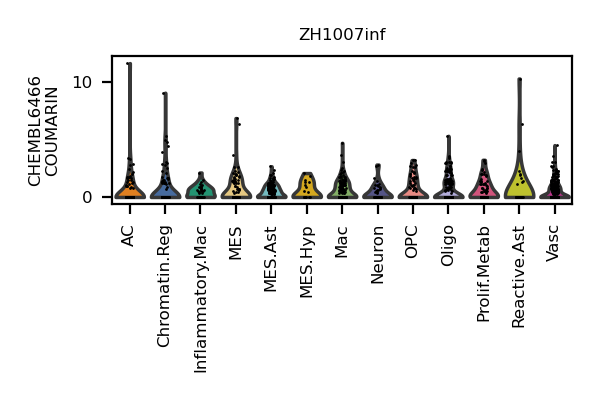 ZH1007inf
CHEMBL6466
COUMARIN
10
0
AC
Chromatin.Reg
Inflammatory.Mac
MES
MES.Ast
MES.Hyp
Mac
Neuron
OPC
Oligo
Prolif.Metab
Reactive.Ast
Vasc